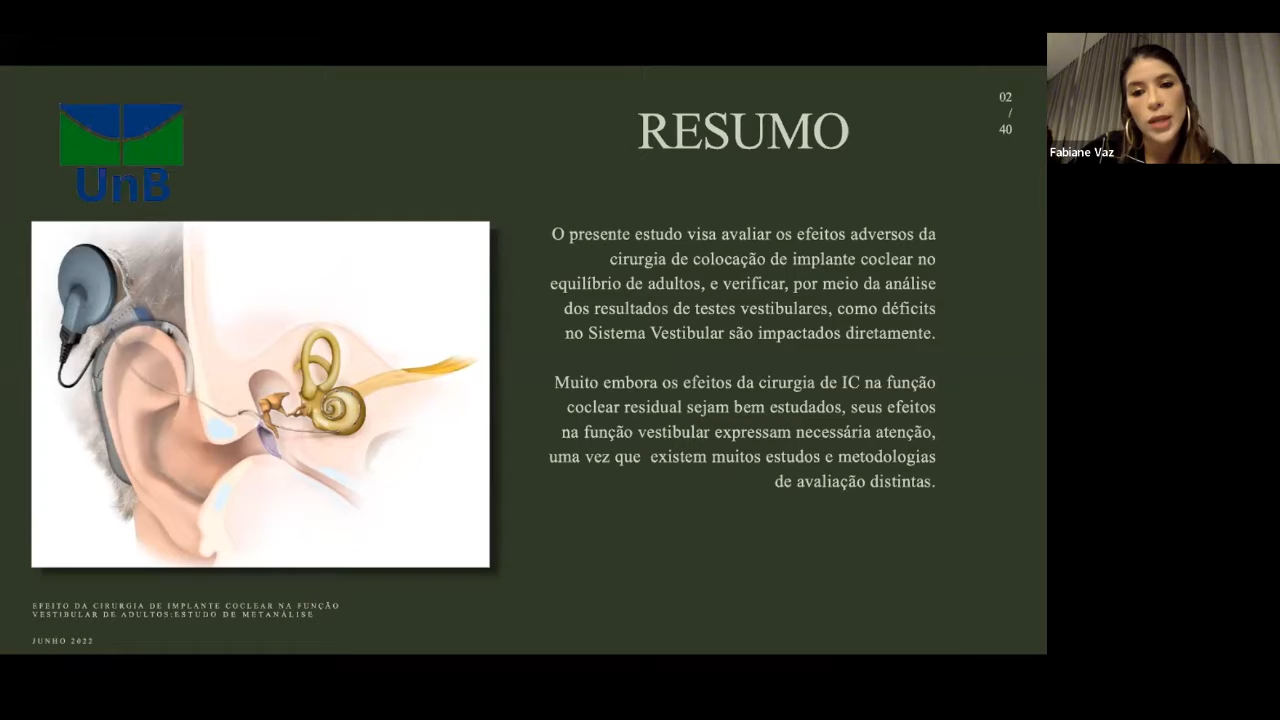 UnB
RESUMO
02
/
40
Fabiane Vaz
O presente estudo visa avaliar os efeitos adversos da
cirurgia de colocação de implante coclear no
equilíbrio de adultos, e verificar, por meio da análise
dos resultados de testes vestibulares, como déficits
no Sistema Vestibular são impactados diretamente.
Muito embora os efeitos da cirurgia de IC na função
coclear residual sejam bem estudados, seus efeitos
na função vestibular expressam necessária atenção,
uma vez que existem muitos estudos e metodologias
de avaliação distintas.
EFEITO DA CIRURGIA DE IMPLANTE COCLEAR NA FUNÇÃO
VESTIBULAR DE ADULTOS:ESTUDO DE METANÁLISE
JUNHO 2022